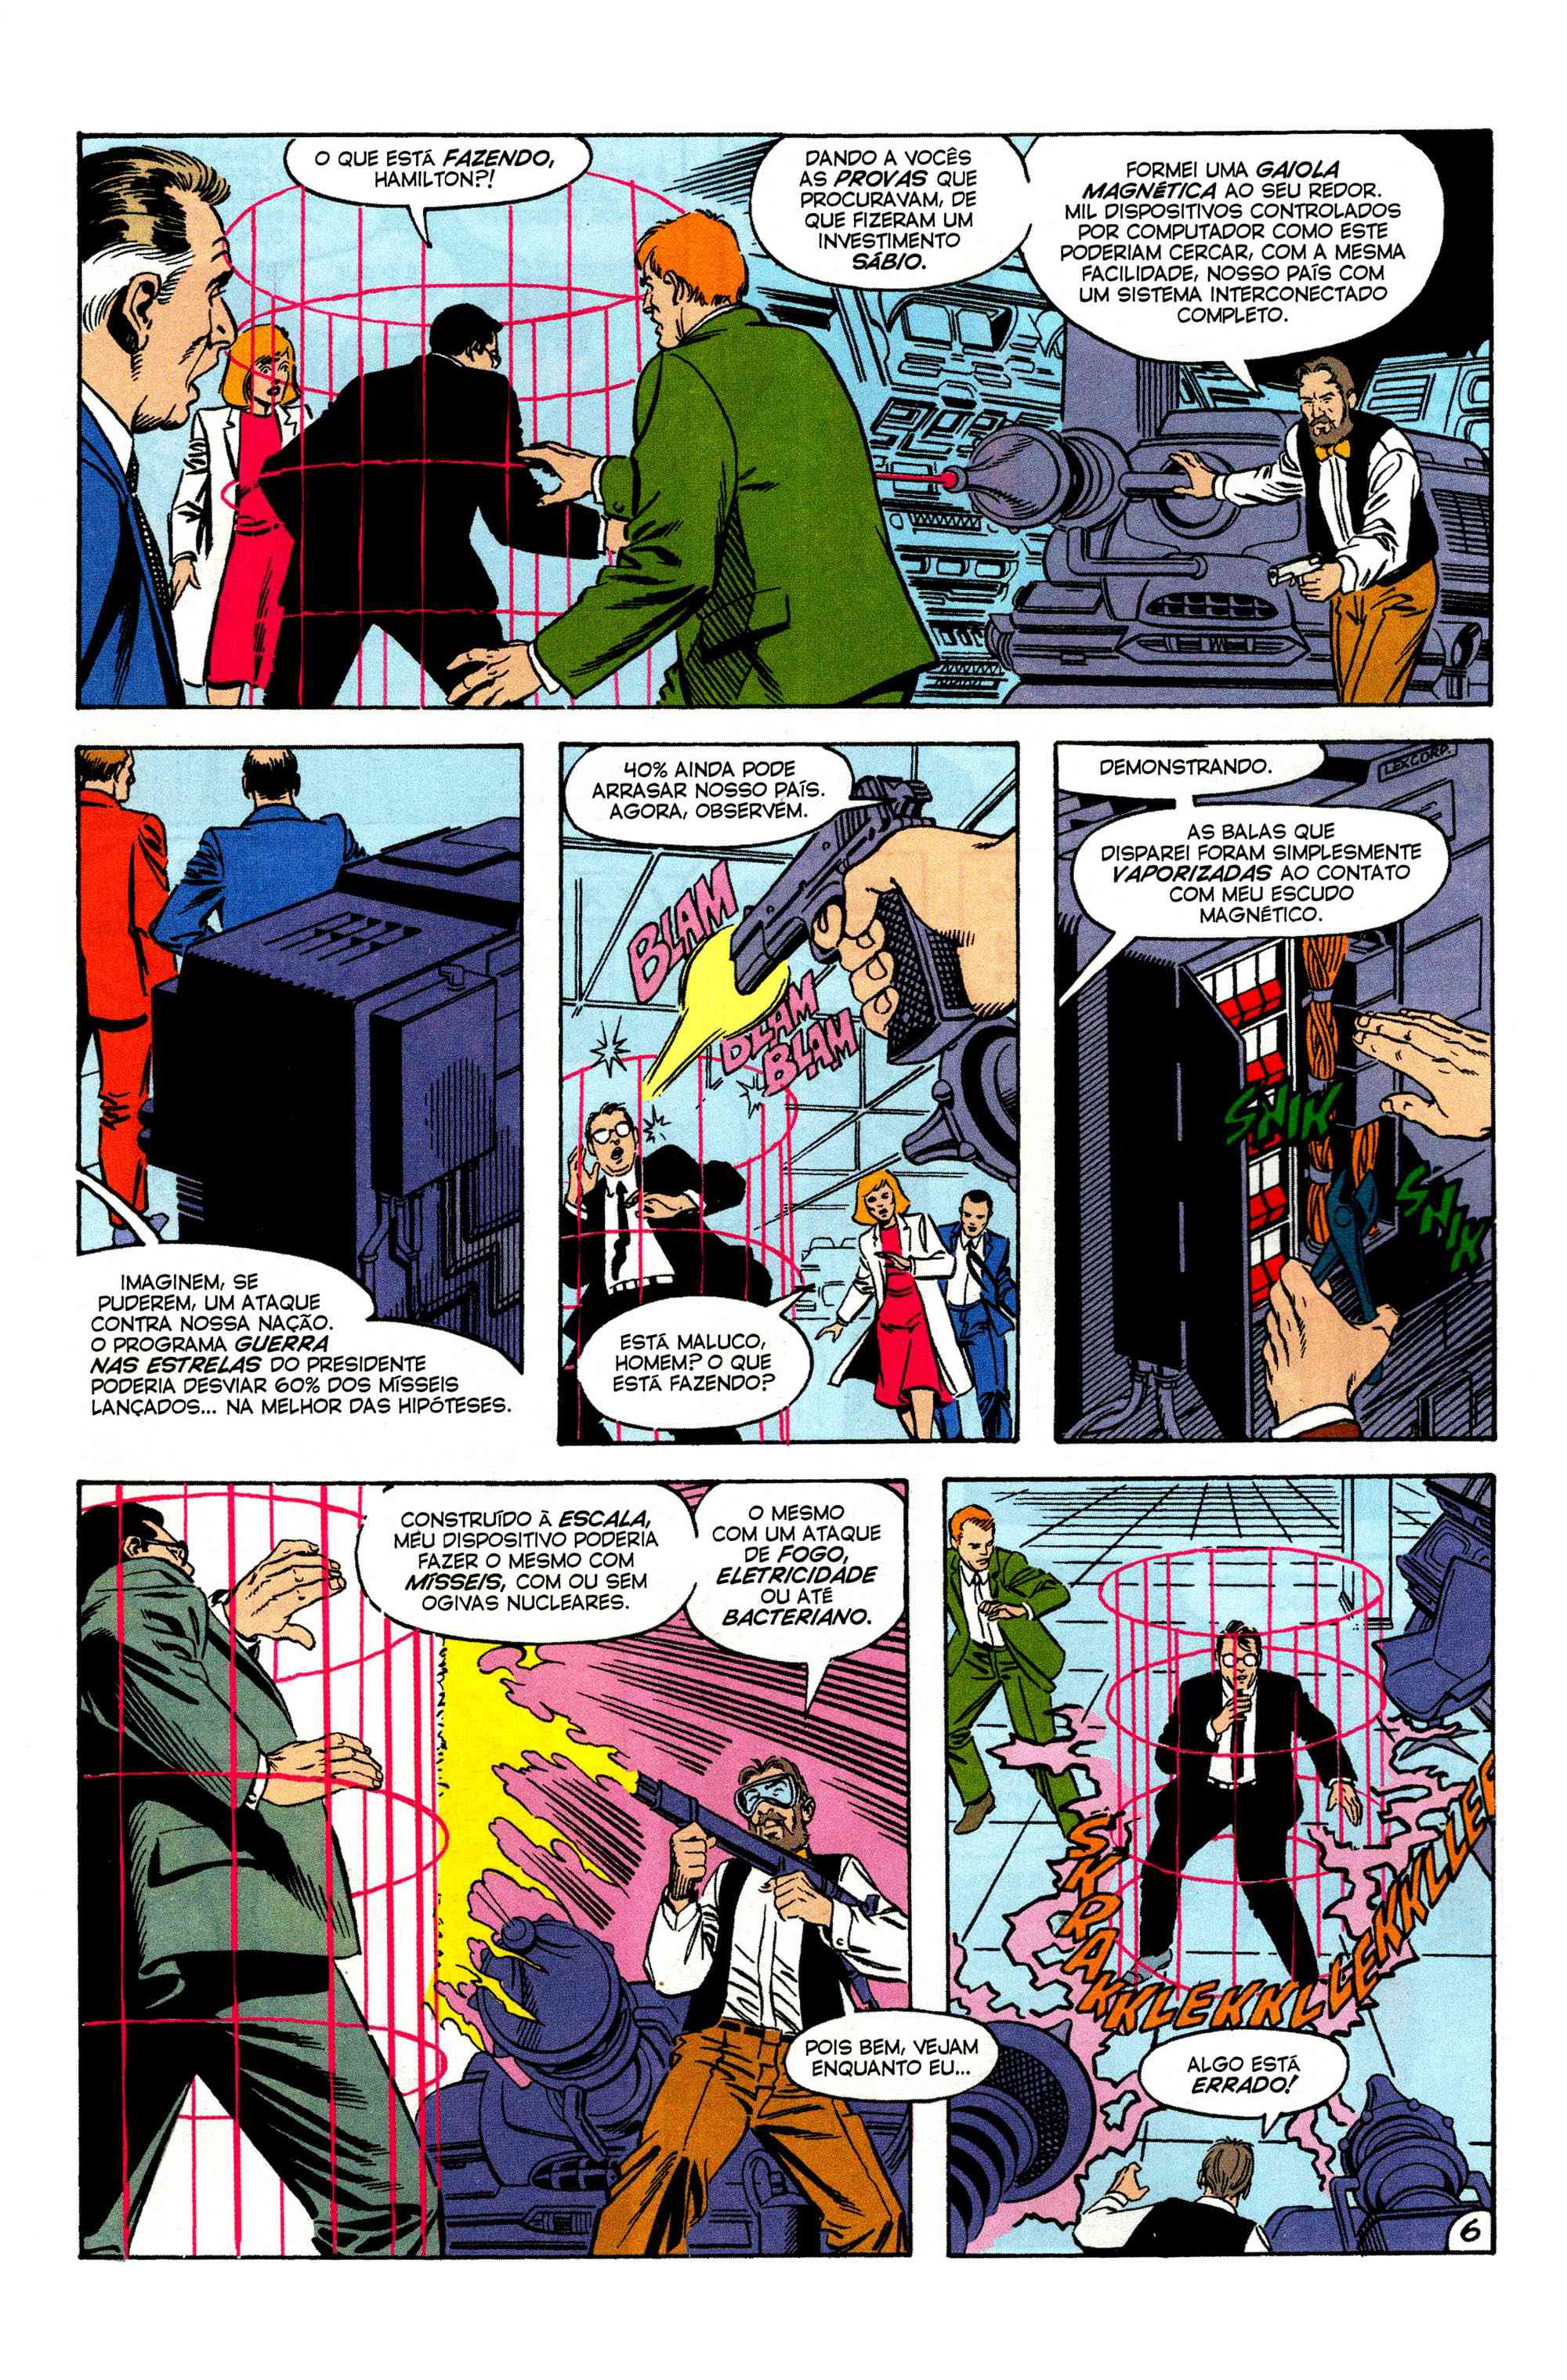 O QUE ESTÁ FAZENDO,
HAMILTON?!
DANDO A VOCÊS
AS PROVAS QUE
PROCURAVAM, DE
QUE FIZERAM UM
INVESTIMENTO
SÁBIO.
FORMEI UMA GAIOLA
MAGNÉTICA AO SEU REDOR.
MIL DISPOSITIVOS CONTROLADOS
POR COMPUTADOR COMO ESTE
PODERIAM CERCAR, COM A MESMA
FACILIDADE, NOSSO PAÍS COM
UM SISTEMA INTERCONECTADO
COMPLETO.
IMAGINEM, SE
PUDEREM, UM ATAQUE
CONTRA NOSSA NAÇÃO.
O PROGRAMA GUERRA
NAS ESTRELAS DO PRESIDENTE
PODERIA DESVIAR 60% DOS MÍSSEIS
LANÇADOS... NA MELHOR DAS HIPÓTESES.
40% AINDA PODE
ARRASAR NOSSO PAÍS.
AGORA, OBSERVEM.
BLAM
BLAM
BLAM
ESTÁ MALUCO,
HOMEM? O QUE
ESTÁ FAZENDO?
DEMONSTRANDO.
LEXCORP.
AS BALAS QUE
DISPAREI FORAM SIMPLESMENTE
VAPORIZADAS AO CONTATO
COM MEU ESCUDO
MAGNÉTICO.
SNIK
SNIK
CONSTRUÍDO À ESCALA,
MEU DISPOSITIVO PODERIA
FAZER O MESMO COM
MÍSSEIS, COM OU SEM
OGIVAS NUCLEARES.
O MESMO
COM UM ATAQUE
DE FOGO,
ELETRICIDADE
OU ATÉ
BACTERIANO.
POIS BEM, VEJAM
ENQUANTO EU...
SKRAKKLEKKLLEEKKKLLEE
ALGO ESTÁ
ERRADO!
6